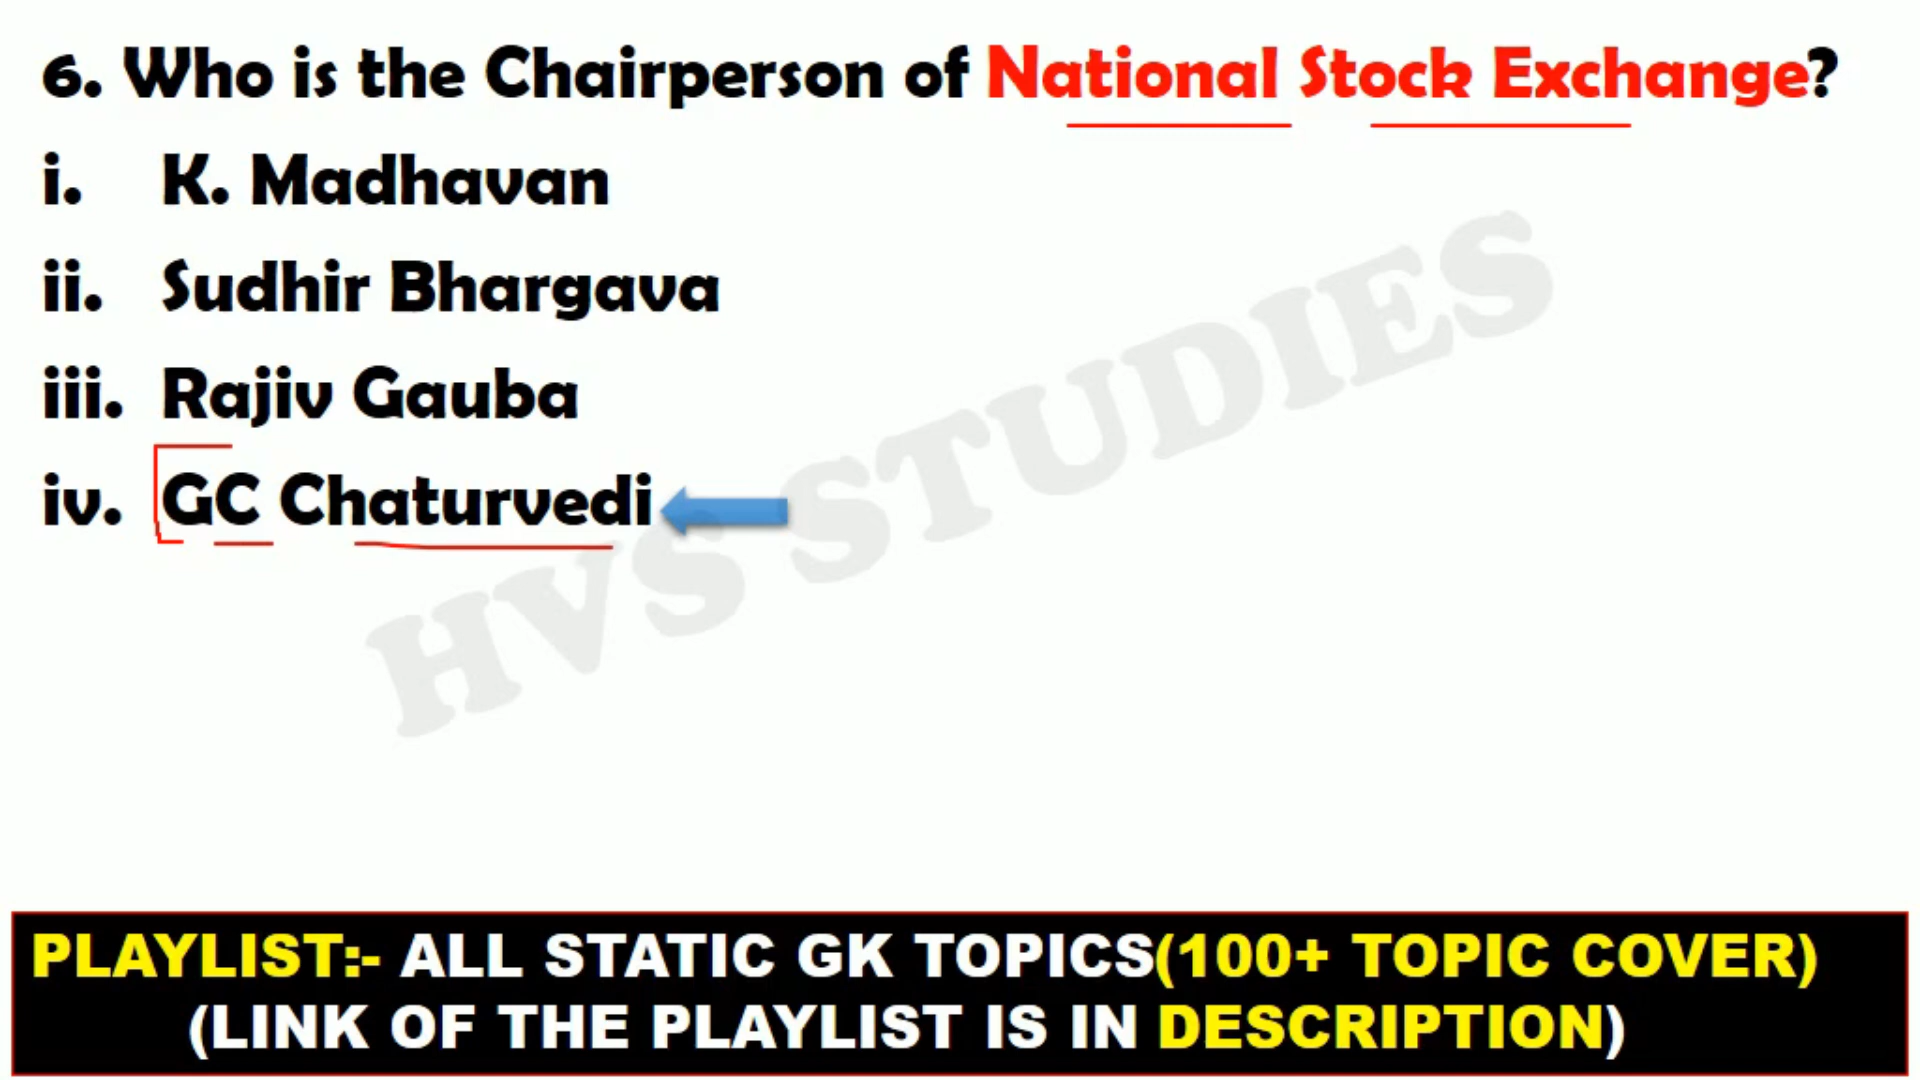 6. Who is the Chairperson of National Stock Exchange?
i. K. Madhavan
ii. Sudhir Bhargava
iii. Rajiv Gauba
iv. GC Chaturvedi
HVS STUDIES
PLAYLIST:- ALL STATIC GK TOPICS(100+ TOPIC COVER)
(LINK OF THE PLAYLIST IS IN DESCRIPTION)